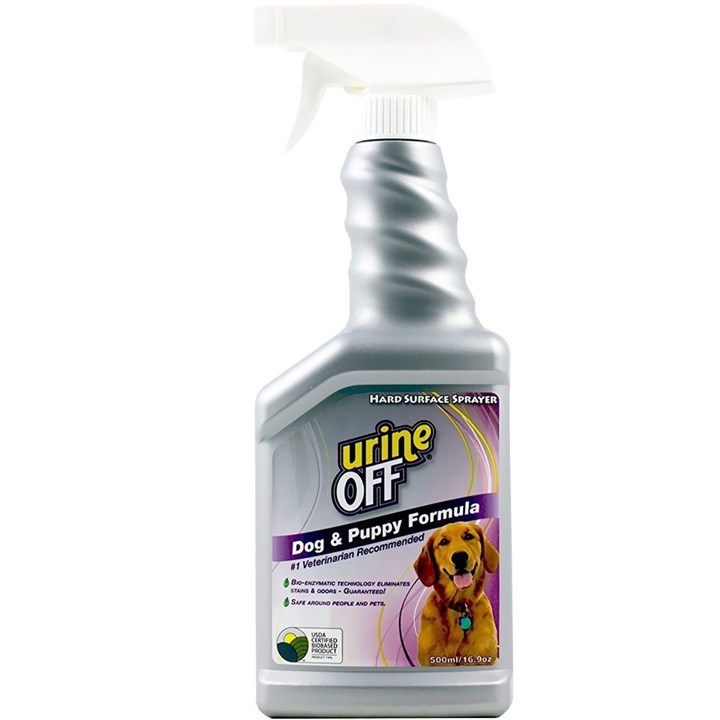 HARD SURFACE SPRAYER
urine
OFF®
Dog & Puppy Formula
#1 Veterinarian Recommended
BIO-ENZYMATIC TECHNOLOGY ELIMINATES
STAINS & ODORS - GUARANTEED!
SAFE AROUND PEOPLE AND PETS.
USDA
CERTIFIED
BIOBASED
PRODUCT
500ml/16.9oz